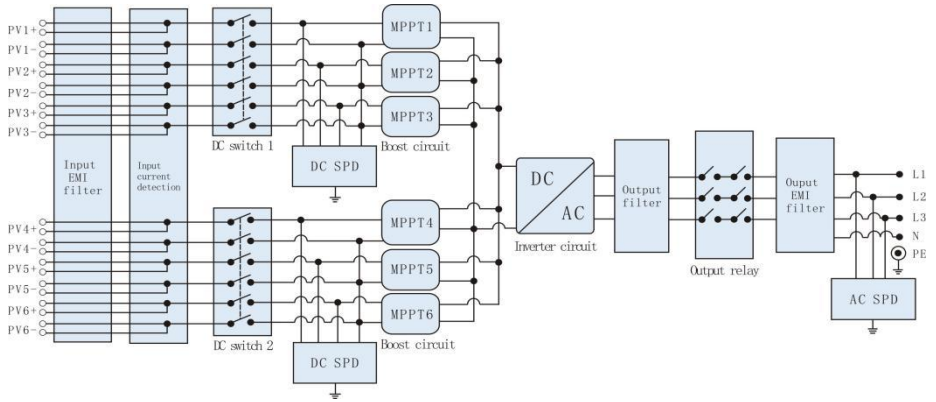 PV1+
PV1-
PV2+
PV2-
PV3+
PV3-
Input
EMI
filter
Input
current
detection
DC switch 1
DC SPD
MPPT1
MPPT2
MPPT3
Boost circuit
PV4+
PV4-
PV5+
PV5-
PV6+
PV6-
DC switch 2
DC SPD
MPPT4
MPPT5
MPPT6
Boost circuit
DC
AC
Inverter circuit
Output
filter
Output relay
Ouput
EMI
filter
L1
L2
L3
N
PE
AC SPD